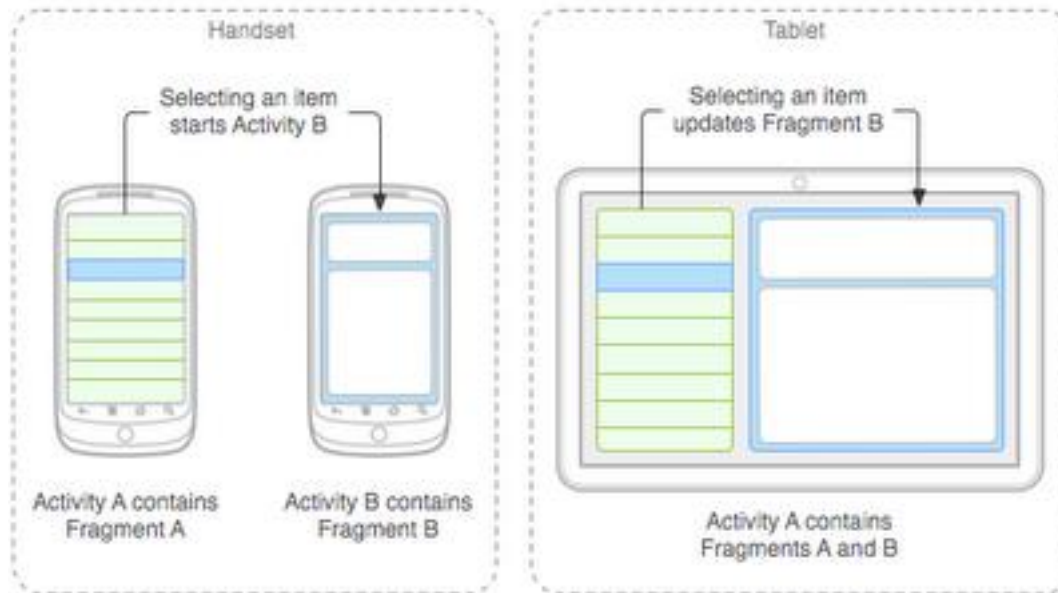 Handset
Selecting an item
starts Activity B
Activity A contains
Fragment A
Activity B contains
Fragment B
Tablet
Selecting an item
updates Fragment B
Activity A contains
Fragments A and B